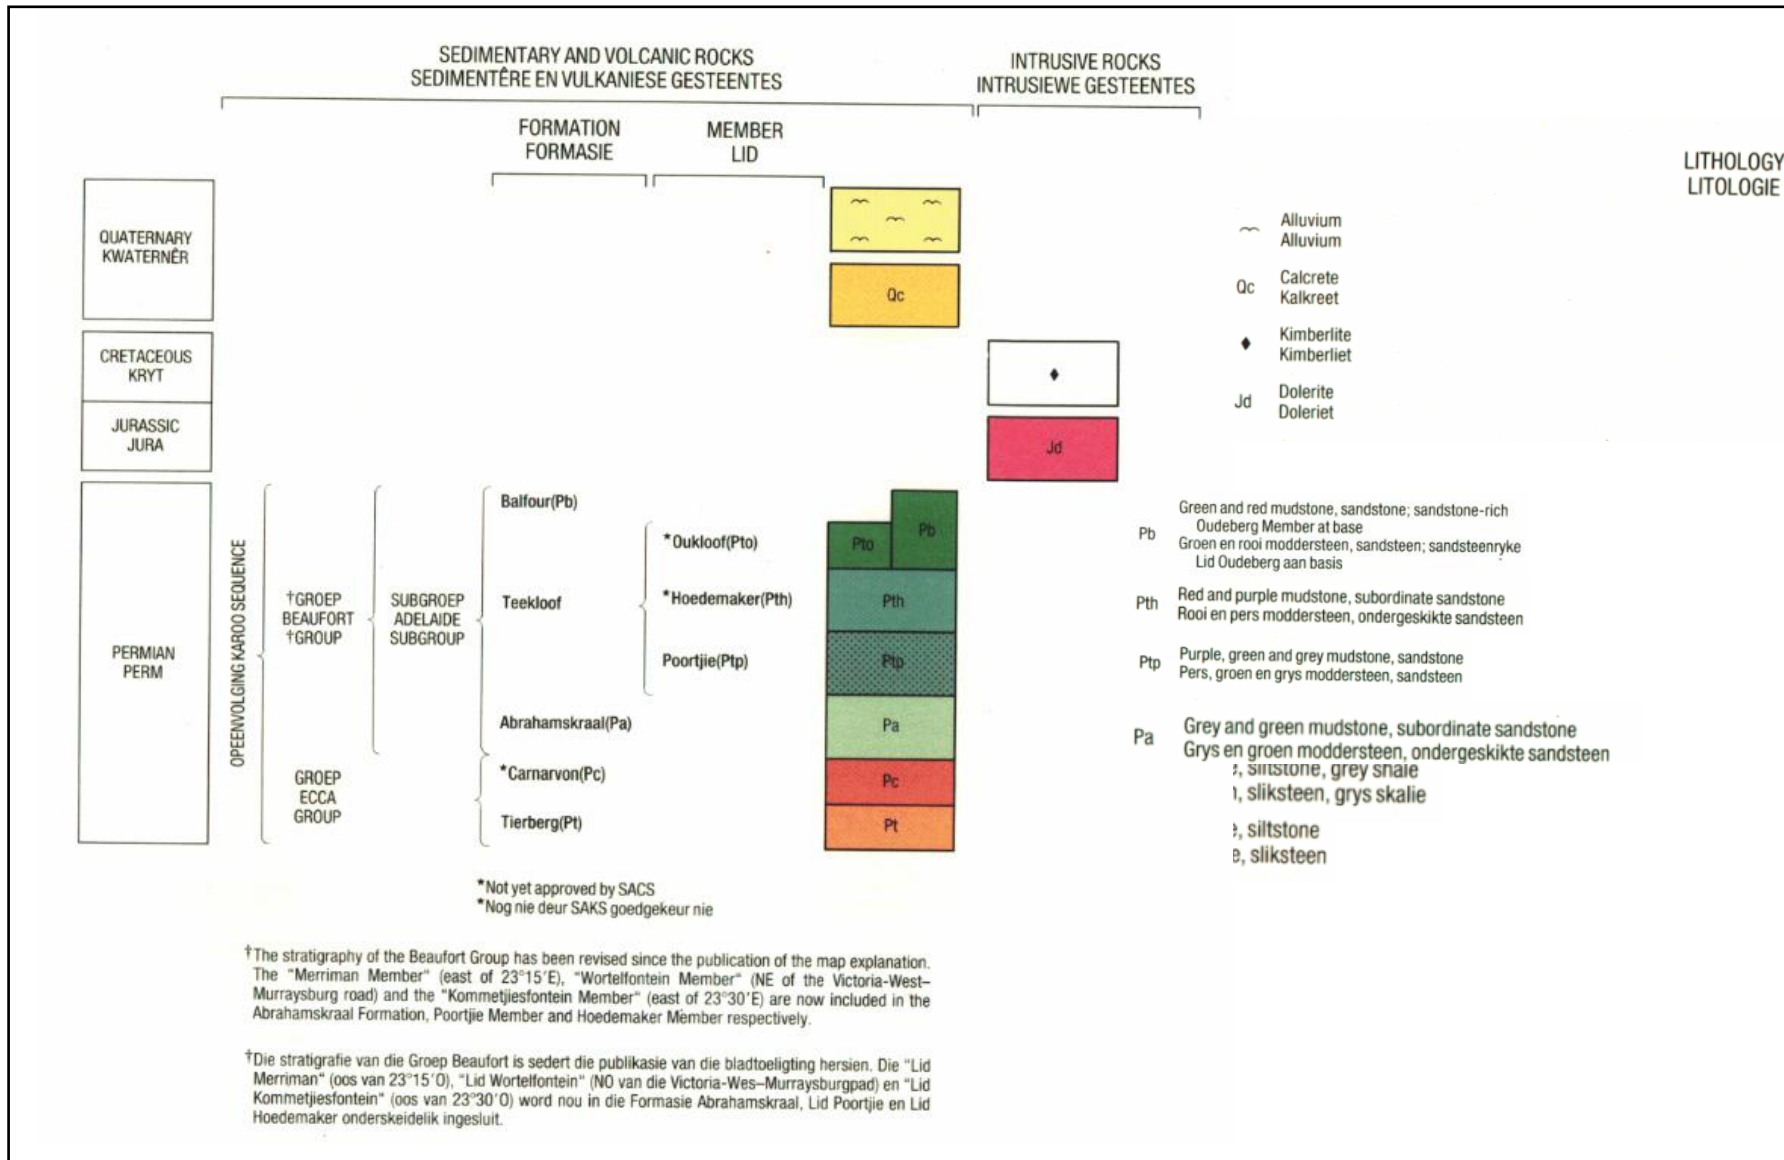 SEDIMENTARY AND VOLCANIC ROCKS
SEDIMENTÊRE EN VULKANIESE GESTEENTES
INTRUSIVE ROCKS
INTRUSIEWE GESTEENTES
FORMATION
FORMASIE
MEMBER
LID
LITHOLOGY
LITOLOGIE
QUATERNARY
KWATERNÊR
Qc
Alluvium
Alluvium
Qc
Calcrete
Kalkreet
CRETACEOUS
KRYT
Kimberlite
Kimberliet
JURASSIC
JURA
Jd
Jd
Dolerite
Doleriet
PERMIAN
PERM
OPEENVOLGING KAROO SEQUENCE
†GROEP
BEAUFORT
†GROUP
SUBGROEP
ADELAIDE
SUBGROUP
GROEP
ECCA
GROUP
Balfour(Pb)
Teekloof
Abrahamskraal(Pa)
*Carnarvon(Pc)
Tierberg(Pt)
*Oukloof(Pto)
*Hoedemaker(Pth)
Poortjie(Ptp)
Pto
Pb
Pth
Ptp
Pa
Pc
Pt
Pb
Green and red mudstone, sandstone; sandstone-rich
Oudeberg Member at base
Groen en rooi moddersteen, sandsteen; sandsteenryke
Lid Oudeberg aan basis
Pth
Red and purple mudstone, subordinate sandstone
Rooi en pers moddersteen, ondergeskikte sandsteen
Ptp
Purple, green and grey mudstone, sandstone
Pers, groen en grys moddersteen, sandsteen
Pa
Grey and green mudstone, subordinate sandstone
Grys en groen moddersteen, ondergeskikte sandsteen
, siltstone, grey shale
, sliksteen, grys skalie
e, siltstone
e, sliksteen
*Not yet approved by SACS
*Nog nie deur SAKS goedgekeur nie
†The stratigraphy of the Beaufort Group has been revised since the publication of the map explanation.
The "Merriman Member" (east of 23°15'E), "Wortelfontein Member" (NE of the Victoria-West–
Murraysburg road) and the "Kommetjiesfontein Member" (east of 23°30'E) are now included in the
Abrahamskraal Formation, Poortjie Member and Hoedemaker Member respectively.
†Die stratigrafie van die Groep Beaufort is sedert die publikasie van die bladtoeligting hersien. Die "Lid
Merriman" (oos van 23°15'O), "Lid Wortelfontein" (NO van die Victoria-Wes–Murraysburgpad) en "Lid
Kommetjiesfontein" (oos van 23°30'O) word nou in die Formasie Abrahamskraal, Lid Poortjie en Lid
Hoedemaker onderskeidelik ingesluit.